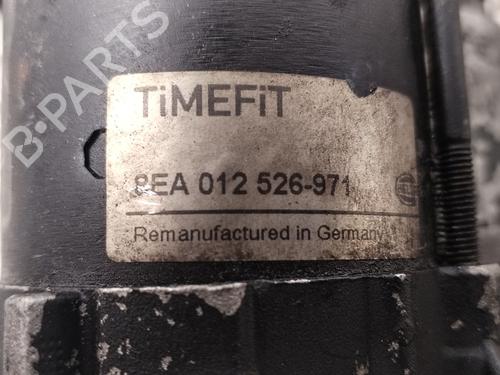 B-PARTS
TiMEFiT
8EA 012 526-971
Remanufactured in Germany